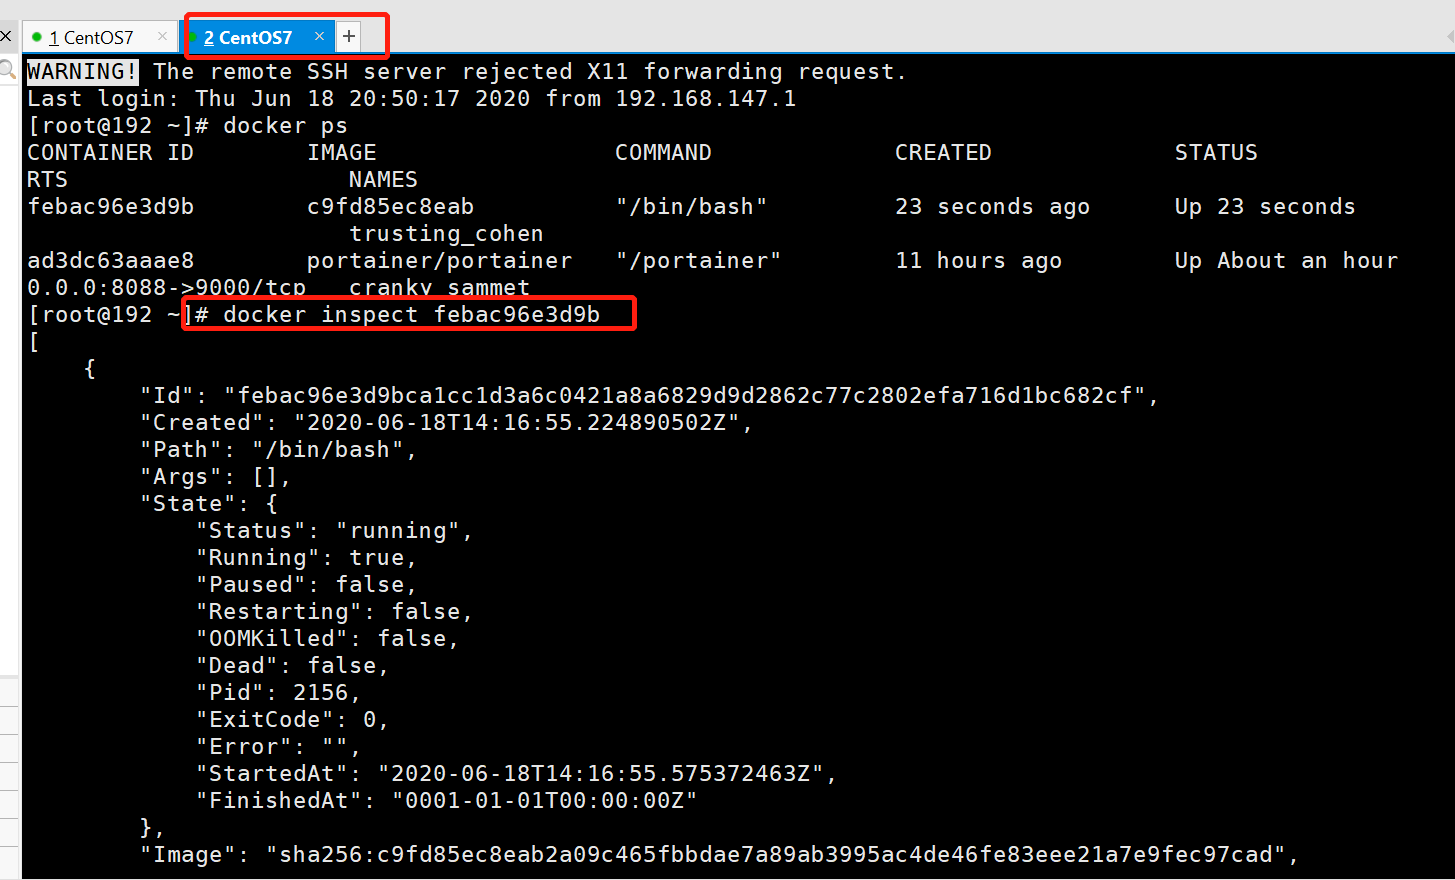 1 CentOS7
2 CentOS7
WARNING! The remote SSH server rejected X11 forwarding request.
Last login: Thu Jun 18 20:50:17 2020 from 192.168.147.1
[root@192 ~]# docker ps
CONTAINER ID        IMAGE                 COMMAND             CREATED             STATUS
RTS                    NAMES
febac96e3d9b        c9fd85ec8eab          "/bin/bash"         23 seconds ago      Up 23 seconds
                       trusting_cohen
ad3dc63aaae8        portainer/portainer   "/portainer"        11 hours ago        Up About an hour
0.0.0:8088->9000/tcp   cranky_sammet
[root@192 ~]# docker inspect febac96e3d9b
[
    {
        "Id": "febac96e3d9bca1cc1d3a6c0421a8a6829d9d2862c77c2802efa716d1bc682cf",
        "Created": "2020-06-18T14:16:55.224890502Z",
        "Path": "/bin/bash",
        "Args": [],
        "State": {
            "Status": "running",
            "Running": true,
            "Paused": false,
            "Restarting": false,
            "OOMKilled": false,
            "Dead": false,
            "Pid": 2156,
            "ExitCode": 0,
            "Error": "",
            "StartedAt": "2020-06-18T14:16:55.575372463Z",
            "FinishedAt": "0001-01-01T00:00:00Z"
        },
        "Image": "sha256:c9fd85ec8eab2a09c465fbbdae7a89ab3995ac4de46fe83eee21a7e9fec97cad",